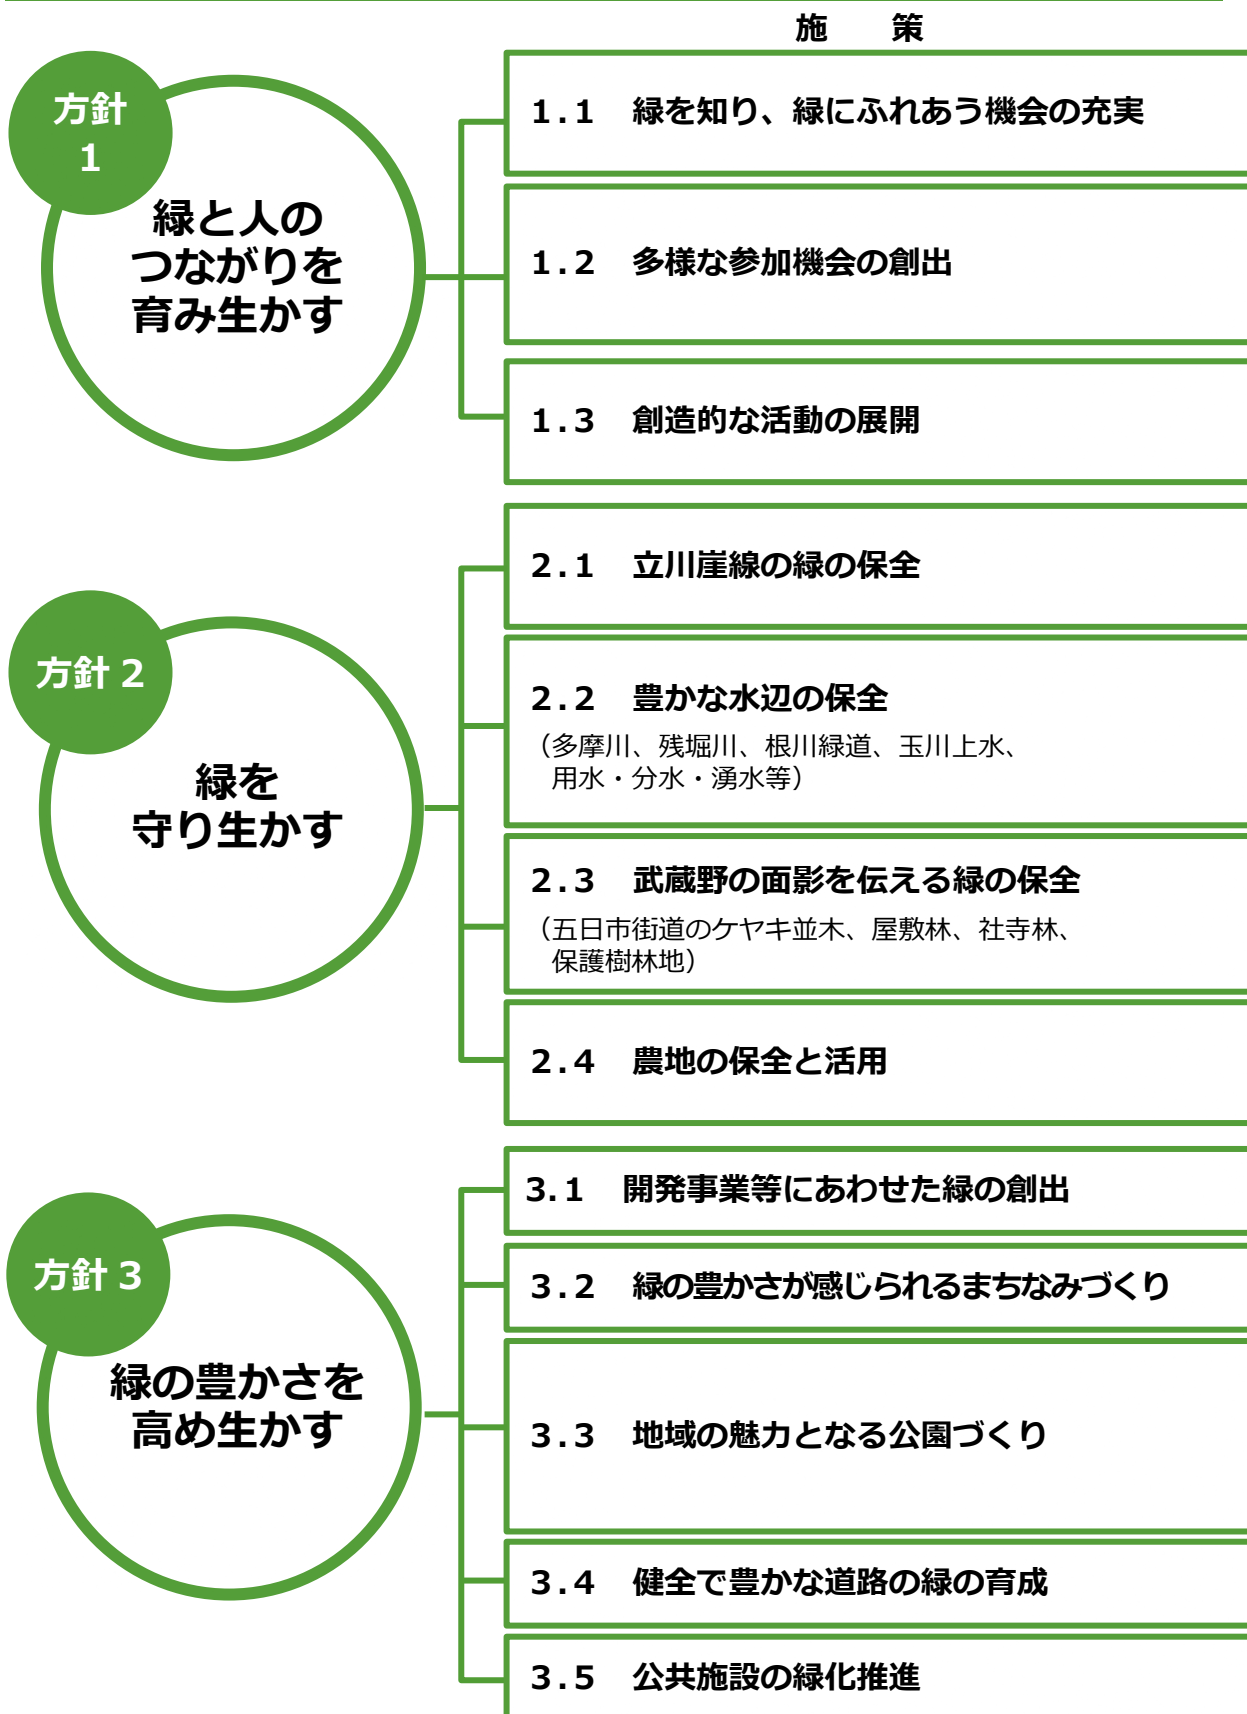 施　策
方針
1
緑と人の
つながりを
育み生かす
1.1　緑を知り、緑にふれあう機会の充実
1.2　多様な参加機会の創出
1.3　創造的な活動の展開
方針 2
緑を
守り生かす
2.1　立川崖線の緑の保全
2.2　豊かな水辺の保全
（多摩川、残堀川、根川緑道、玉川上水、
用水・分水・湧水等）
2.3　武蔵野の面影を伝える緑の保全
（五日市街道のケヤキ並木、屋敷林、社寺林、
保護樹林地）
2.4　農地の保全と活用
方針 3
緑の豊かさを
高め生かす
3.1　開発事業等にあわせた緑の創出
3.2　緑の豊かさが感じられるまちなみづくり
3.3　地域の魅力となる公園づくり
3.4　健全で豊かな道路の緑の育成
3.5　公共施設の緑化推進